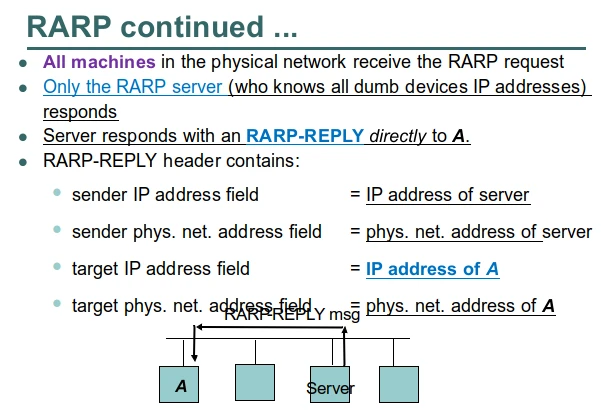 RARP continued ...
All machines in the physical network receive the RARP request
Only the RARP server (who knows all dumb devices IP addresses)
responds
Server responds with an RARP-REPLY directly to A.
RARP-REPLY header contains:
sender IP address field = IP address of server
sender phys. net. address field = phys. net. address of server
target IP address field = IP address of A
target phys. net. address field = phys. net. address of A
RARP-REPLY msg
A Server